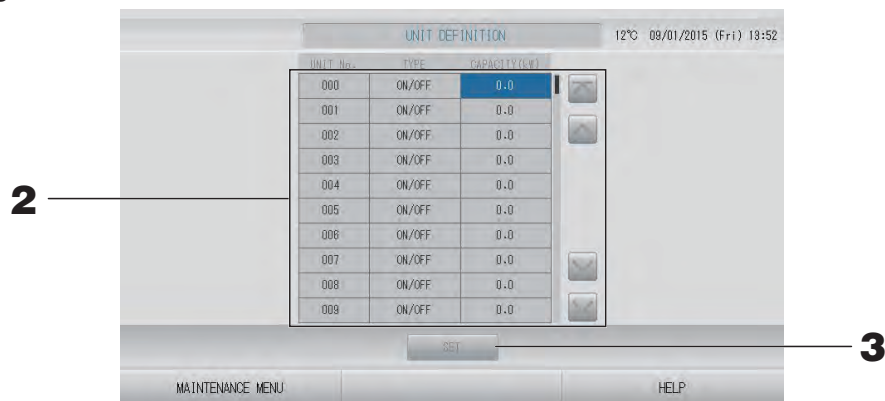 UNIT DEFINITION 12℃ 09/01/2015 (Fri) 13:52
UNIT No. TYPE CAPACITY(kW)
000 ON/OFF 0.0
001 ON/OFF 0.0
002 ON/OFF 0.0
003 ON/OFF 0.0
2 004 ON/OFF 0.0
005 ON/OFF 0.0
006 ON/OFF 0.0
007 ON/OFF 0.0
008 ON/OFF 0.0
009 ON/OFF 0.0
SET 3
MAINTENANCE MENU HELP